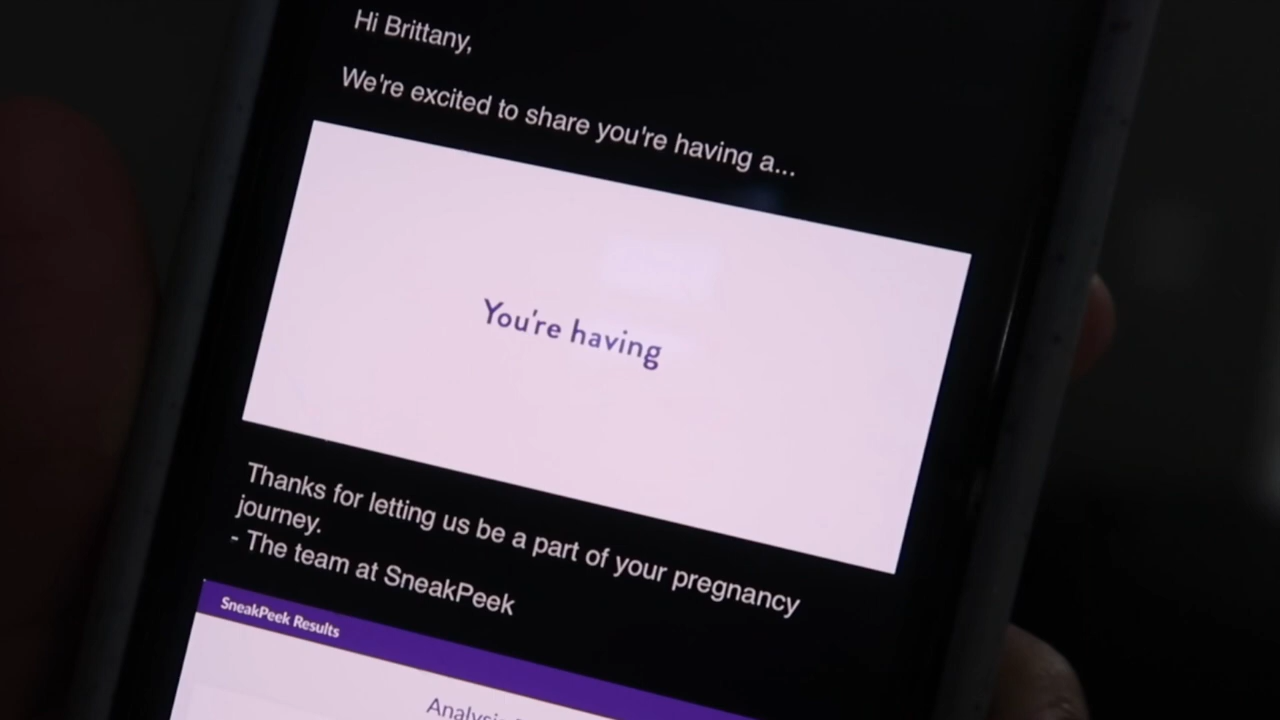 Hi Brittany,
We're excited to share you're having a...
You're having
Thanks for letting us be a part of your pregnancy
journey.
- The team at SneakPeek
SneakPeek Results